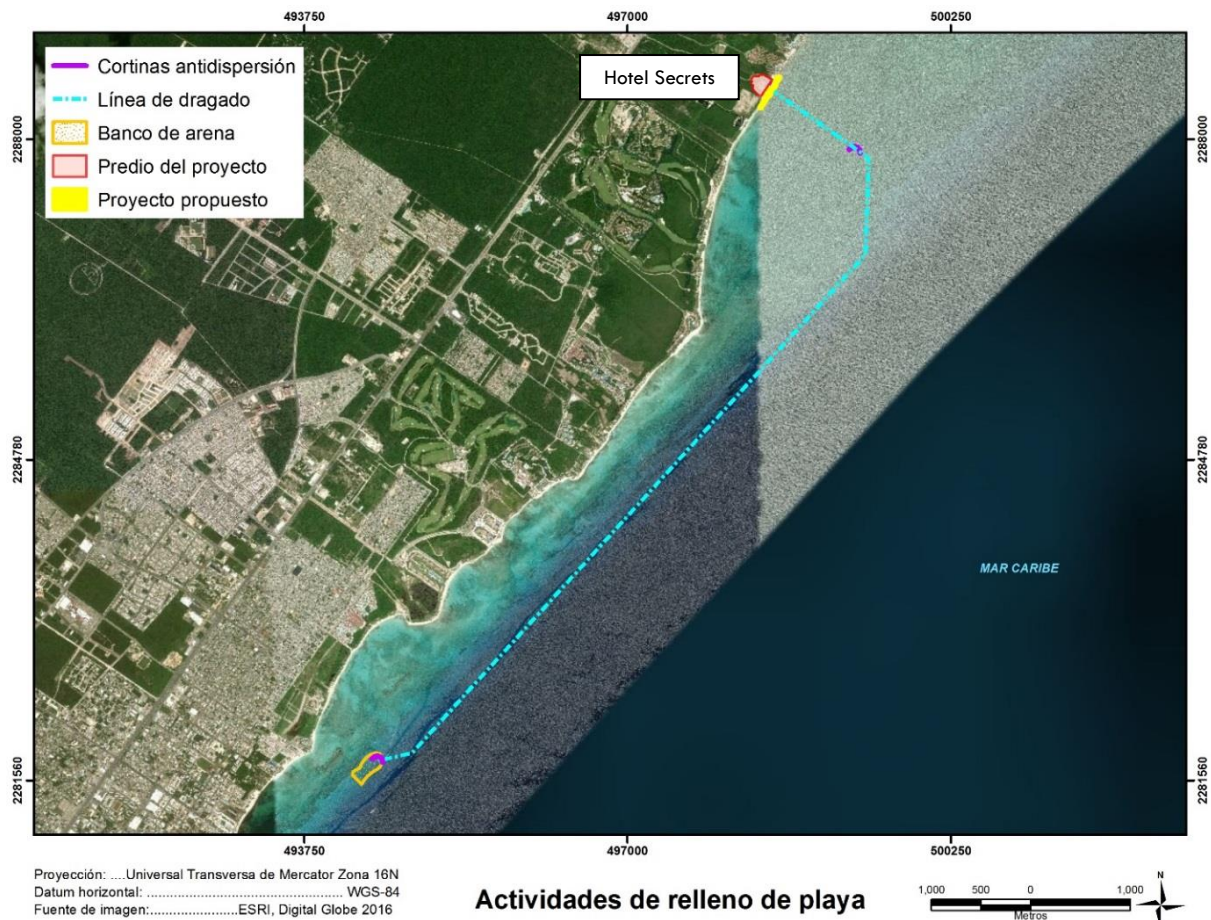 493750 497000 500250
Cortinas antidispersión
Línea de dragado
Banco de arena
Predio del proyecto
Proyecto propuesto
Hotel Secrets
2288000 2288000
2284780 2284780
MAR CARIBE
2281560 2281560
493750 497000 500250
Proyección: ....Universal Transversa de Mercator Zona 16N
Datum horizontal: ........................................ WGS-84
Fuente de imagen:......................ESRI, Digital Globe 2016
Actividades de relleno de playa
1,000 500 0 1,000
Metros
N